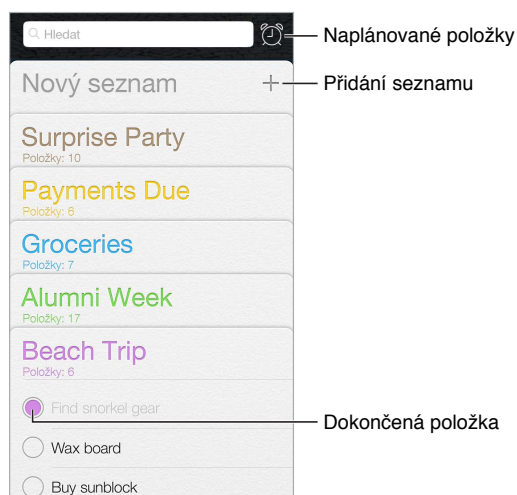 Hledat
Naplánované položky
Nový seznam
Přidání seznamu
Surprise Party
Položky: 10
Payments Due
Položky: 6
Groceries
Položky: 7
Alumni Week
Položky: 17
Beach Trip
Položky: 6
Find snorkel gear
Dokončená položka
Wax board
Buy sunblock